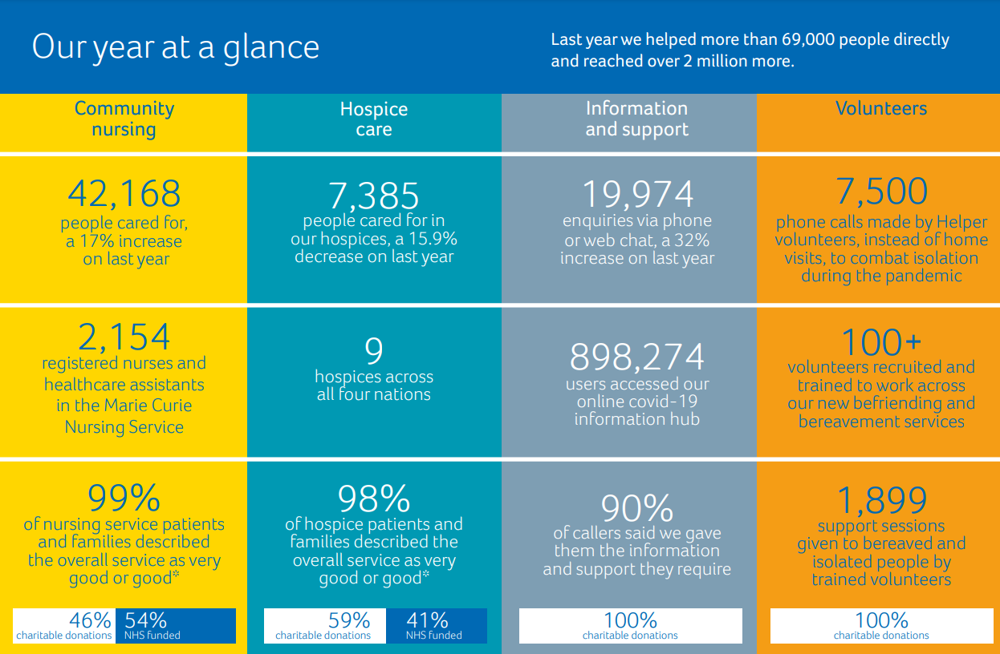 Our year at a glance
Last year we helped more than 69,000 people directly
and reached over 2 million more.
Community
nursing
42,168
people cared for,
a 17% increase
on last year
2,154
registered nurses and
healthcare assistants
in the Marie Curie
Nursing Service
99%
of nursing service patients
and families described
the overall service as very
good or good*
46%
charitable donations
54%
NHS funded
Hospice
care
7,385
people cared for in
our hospices, a 15.9%
decrease on last year
9
hospices across
all four nations
98%
of hospice patients and
families described the
overall service as very
good or good*
59%
charitable donations
41%
NHS funded
Information
and support
19,974
enquiries via phone
or web chat, a 32%
increase on last year
898,274
users accessed our
online covid-19
information hub
90%
of callers said we gave
them the information
and support they require
100%
charitable donations
Volunteers
7,500
phone calls made by Helper
volunteers, instead of home
visits, to combat isolation
during the pandemic
100+
volunteers recruited and
trained to work across
our new befriending and
bereavement services
1,899
support sessions
given to bereaved and
isolated people by
trained volunteers
100%
charitable donations